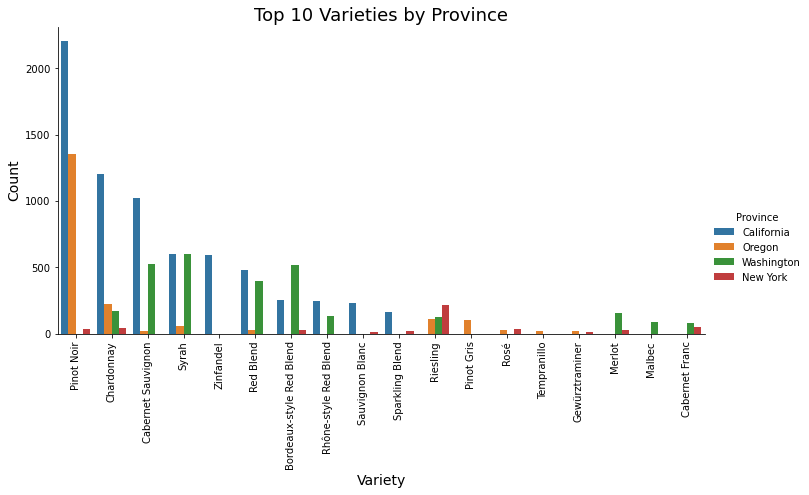 Top 10 Varieties by Province
Count
2000
1500
1000
500
0
Pinot Noir
Chardonnay
Cabernet Sauvignon
Syrah
Zinfandel
Red Blend
Bordeaux-style Red Blend
Rhône-style Red Blend
Sauvignon Blanc
Sparkling Blend
Riesling
Pinot Gris
Rosé
Tempranillo
Gewürztraminer
Merlot
Malbec
Cabernet Franc
Variety
Province
California
Oregon
Washington
New York